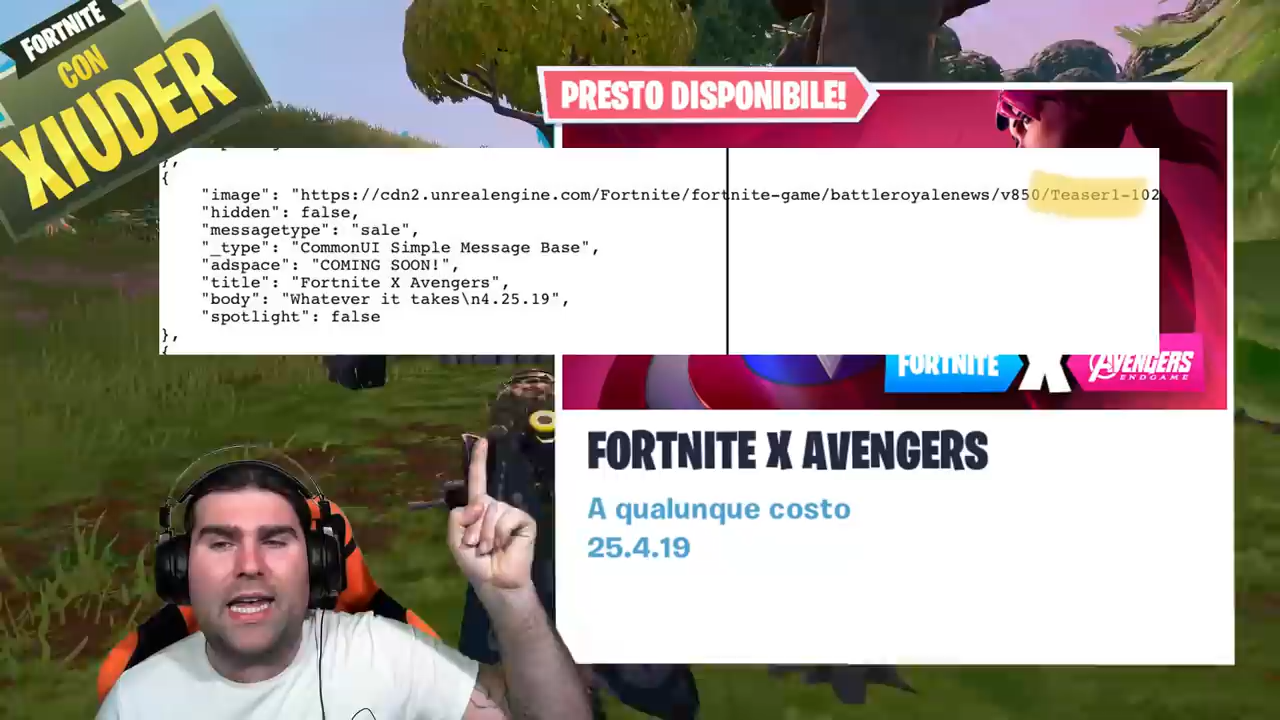 FORTNITE
CON
XIUDER
PRESTO DISPONIBILE!
},
{
"image": "https://cdn2.unrealengine.com/Fortnite/fortnite-game/battleroyalenews/v850/Teaser1-102
"hidden": false,
"messagetype": "sale",
"_type": "CommonUI Simple Message Base",
"adspace": "COMING SOON!",
"title": "Fortnite X Avengers",
"body": "Whatever it takes\n4.25.19",
"spotlight": false
},
{
FORTNITE X AVENGERS
ENDGAME
FORTNITE X AVENGERS
A qualunque costo
25.4.19